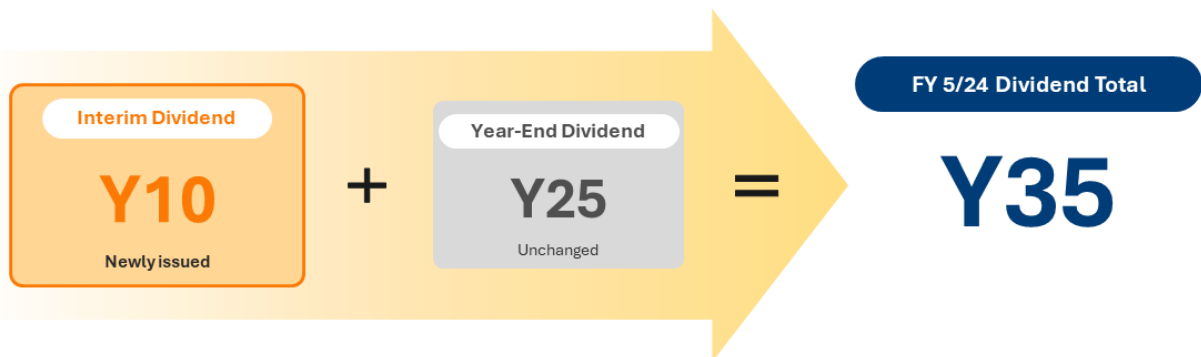 Interim Dividend
Y10
Newly issued
+
Year-End Dividend
Y25
Unchanged
=
FY 5/24 Dividend Total
Y35